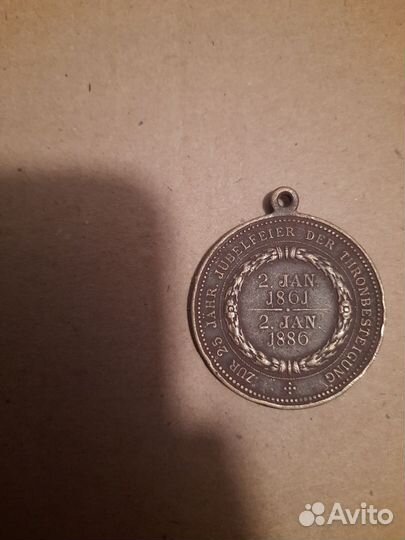 ZUR 25 JÄHR JUBELFEIER DER THRONBESTEIGUNG
2. JAN.
1861
2. JAN.
1886
Avito